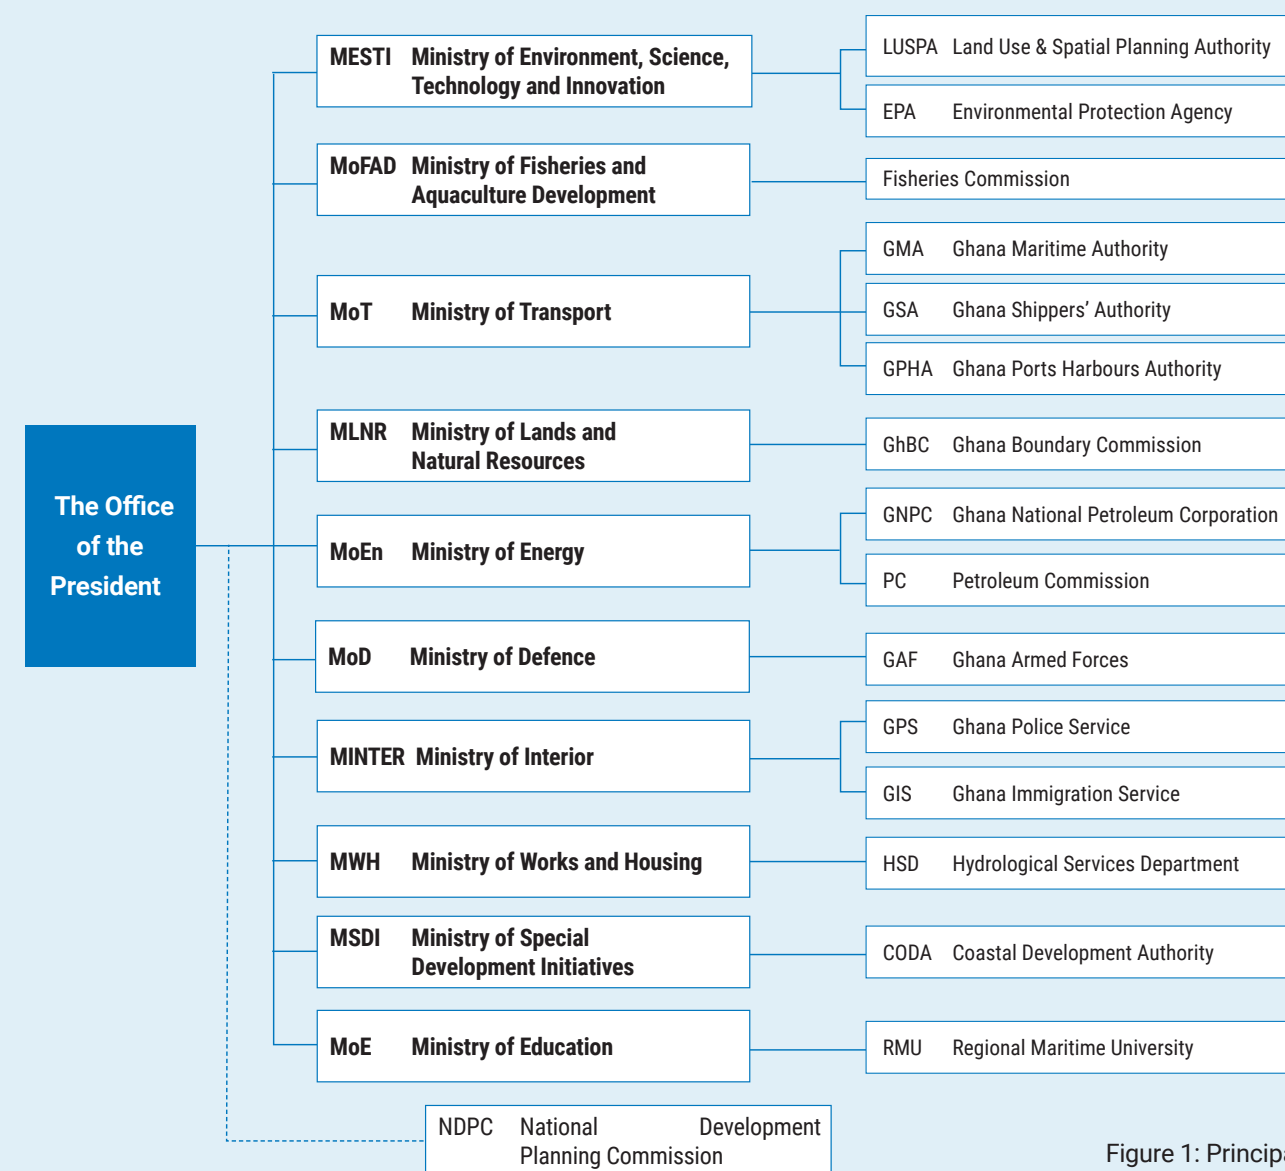 The Office
of the
President
MESTI Ministry of Environment, Science,
Technology and Innovation
LUSPA Land Use & Spatial Planning Authority
EPA Environmental Protection Agency
MoFAD Ministry of Fisheries and
Aquaculture Development
Fisheries Commission
MoT Ministry of Transport
GMA Ghana Maritime Authority
GSA Ghana Shippers’ Authority
GPHA Ghana Ports Harbours Authority
MLNR Ministry of Lands and
Natural Resources
GhBC Ghana Boundary Commission
MoEn Ministry of Energy
GNPC Ghana National Petroleum Corporation
PC Petroleum Commission
MoD Ministry of Defence
GAF Ghana Armed Forces
MINTER Ministry of Interior
GPS Ghana Police Service
GIS Ghana Immigration Service
MWH Ministry of Works and Housing
HSD Hydrological Services Department
MSDI Ministry of Special
Development Initiatives
CODA Coastal Development Authority
MoE Ministry of Education
RMU Regional Maritime University
NDPC National Development
Planning Commission
Figure 1: